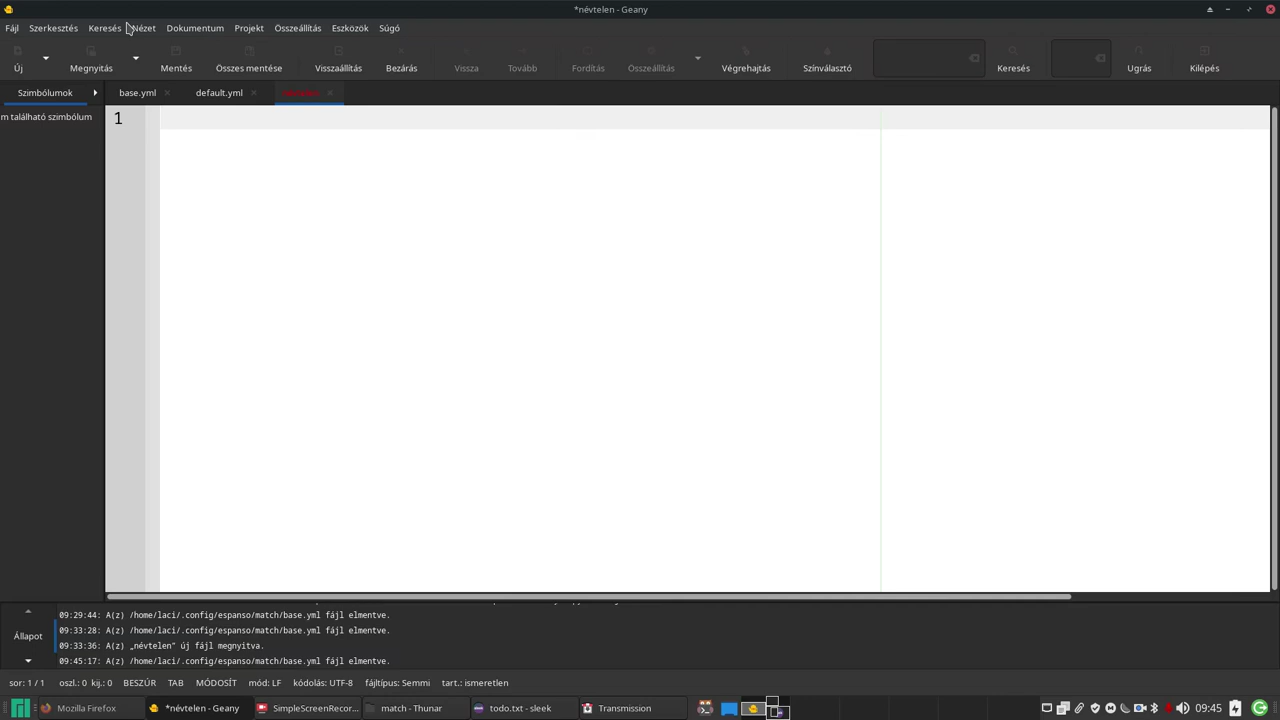 *névtelen - Geany
Fájl Szerkesztés Keresés Nézet Dokumentum Projekt Összeállítás Eszközök Súgó
Új Megnyitás Mentés Összes mentése Visszaállítás Bezárás Vissza Tovább Fordítás Összeállítás Végrehajtás Színválasztó Keresés Ugrás Kilépés
Szimbólumok base.yml default.yml névtelen
m található szimbólum
1
09:29:44: A(z) /home/laci/.config/espanso/match/base.yml fájl elmentve.
09:33:28: A(z) /home/laci/.config/espanso/match/base.yml fájl elmentve.
Állapot
09:33:36: A(z) „névtelen" új fájl megnyitva.
09:45:17: A(z) /home/laci/.config/espanso/match/base.yml fájl elmentve.
sor: 1 / 1 oszl.: 0 kij.: 0 BESZÚR TAB MÓDOSÍT mód: LF kódolás: UTF-8 fájltípus: Semmi tart.: ismeretlen
Mozilla Firefox *névtelen - Geany SimpleScreenRecor... match - Thunar todo.txt - sleek Transmission 09:45